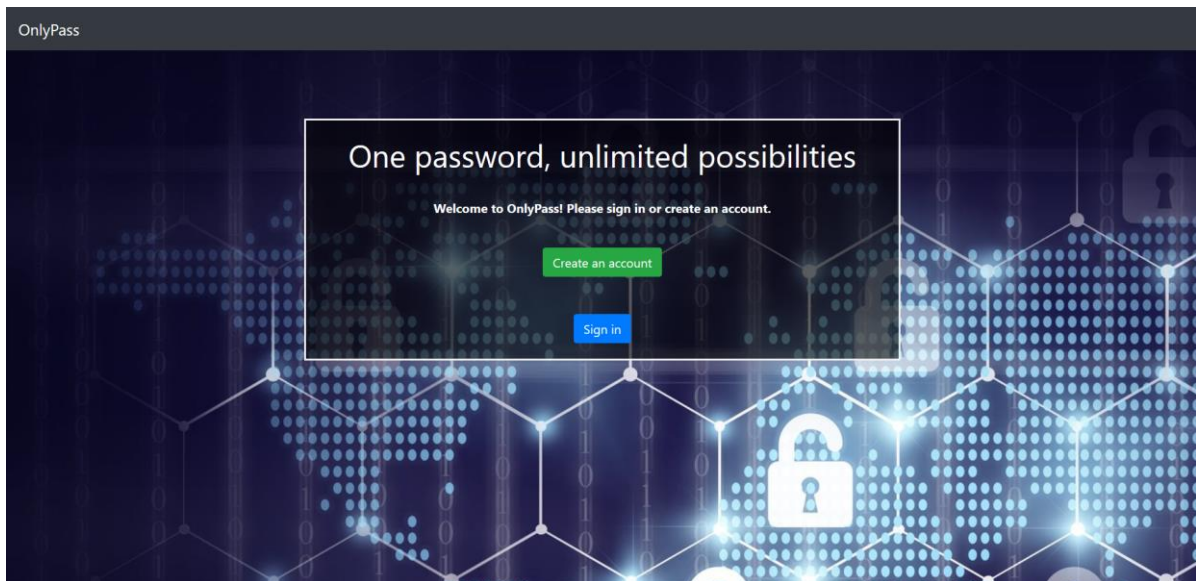 OnlyPass
One password, unlimited possibilities
Welcome to OnlyPass! Please sign in or create an account.
Create an account
Sign in